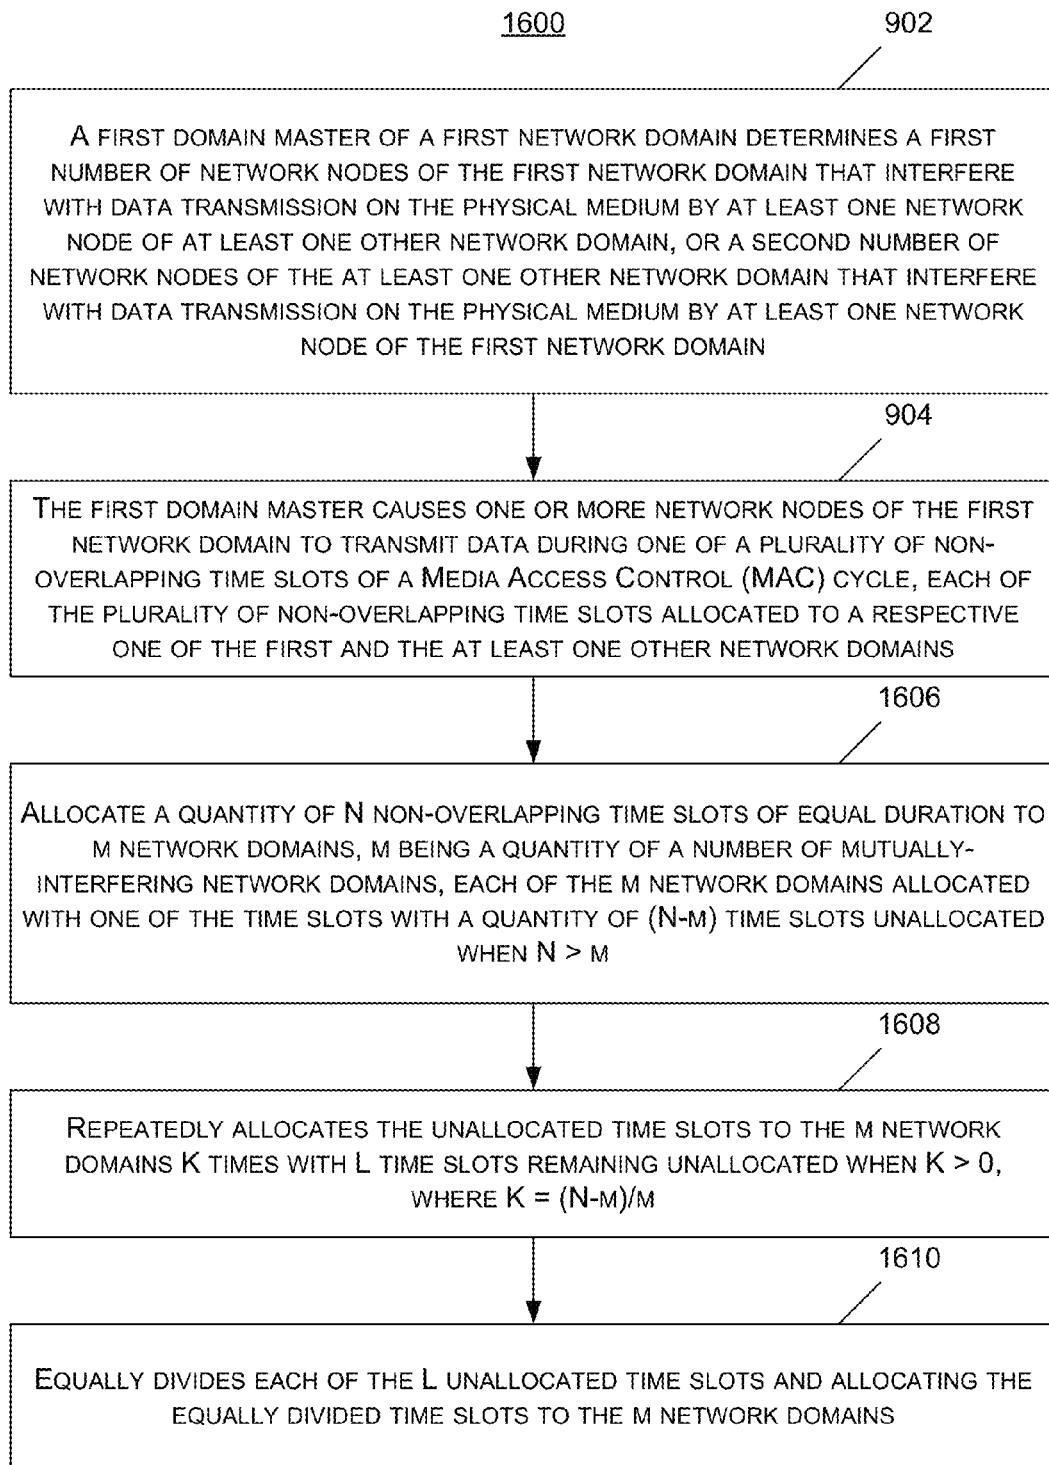 1600
902
A FIRST DOMAIN MASTER OF A FIRST NETWORK DOMAIN DETERMINES A FIRST
NUMBER OF NETWORK NODES OF THE FIRST NETWORK DOMAIN THAT INTERFERE
WITH DATA TRANSMISSION ON THE PHYSICAL MEDIUM BY AT LEAST ONE NETWORK
NODE OF AT LEAST ONE OTHER NETWORK DOMAIN, OR A SECOND NUMBER OF
NETWORK NODES OF THE AT LEAST ONE OTHER NETWORK DOMAIN THAT INTERFERE
WITH DATA TRANSMISSION ON THE PHYSICAL MEDIUM BY AT LEAST ONE NETWORK
NODE OF THE FIRST NETWORK DOMAIN
904
THE FIRST DOMAIN MASTER CAUSES ONE OR MORE NETWORK NODES OF THE FIRST
NETWORK DOMAIN TO TRANSMIT DATA DURING ONE OF A PLURALITY OF NON-
OVERLAPPING TIME SLOTS OF A MEDIA ACCESS CONTROL (MAC) CYCLE, EACH OF
THE PLURALITY OF NON-OVERLAPPING TIME SLOTS ALLOCATED TO A RESPECTIVE
ONE OF THE FIRST AND THE AT LEAST ONE OTHER NETWORK DOMAINS
1606
ALLOCATE A QUANTITY OF N NON-OVERLAPPING TIME SLOTS OF EQUAL DURATION TO
M NETWORK DOMAINS, M BEING A QUANTITY OF A NUMBER OF MUTUALLY-
INTERFERING NETWORK DOMAINS, EACH OF THE M NETWORK DOMAINS ALLOCATED
WITH ONE OF THE TIME SLOTS WITH A QUANTITY OF (N-M) TIME SLOTS UNALLOCATED
WHEN N > M
1608
REPEATEDLY ALLOCATES THE UNALLOCATED TIME SLOTS TO THE M NETWORK
DOMAINS K TIMES WITH L TIME SLOTS REMAINING UNALLOCATED WHEN K > 0,
WHERE K = (N-M)/M
1610
EQUALLY DIVIDES EACH OF THE L UNALLOCATED TIME SLOTS AND ALLOCATING THE
EQUALLY DIVIDED TIME SLOTS TO THE M NETWORK DOMAINS